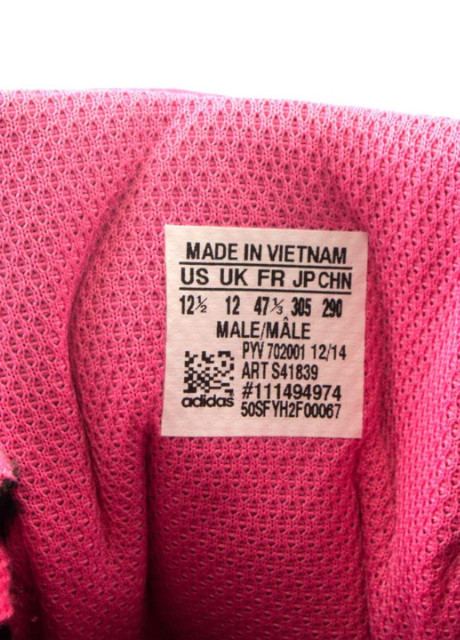 MADE IN VIETNAM
US UK FR JP CHN
12½ 12 47⅓ 305 290
MALE/MÂLE
PYV 702001 12/14
ART S41839
#111494974
adidas 50SFYH2F00067